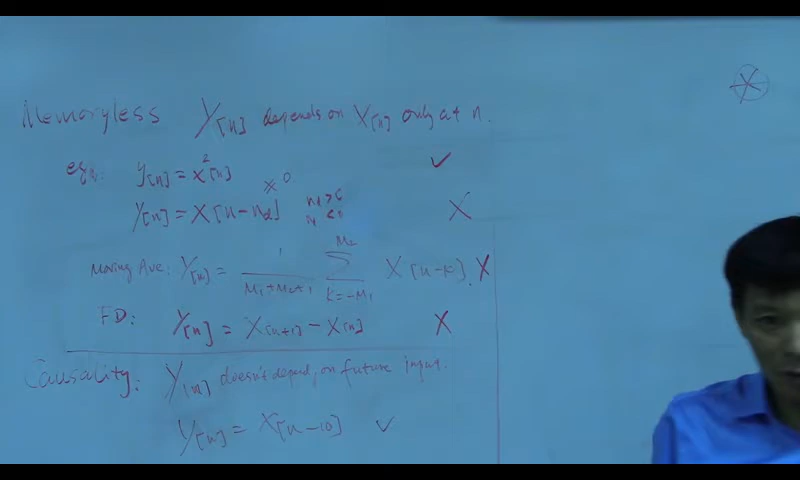 Memoryless y[n] depends on x[n] only at n.
eg. y[n] = x²[n] ✓
x 0
y[n] = x[n-nd] nd>0 X
nd<0
Moving Ave: y[n] = 1/(M1+M2+1) Σ_{k=-M1}^{M2} x[n-k]. X
FD: y[n] = x[n+1] - x[n] X
Causality: y[n] doesn't depend on future input.
y[n] = x[n-10] ✓
X